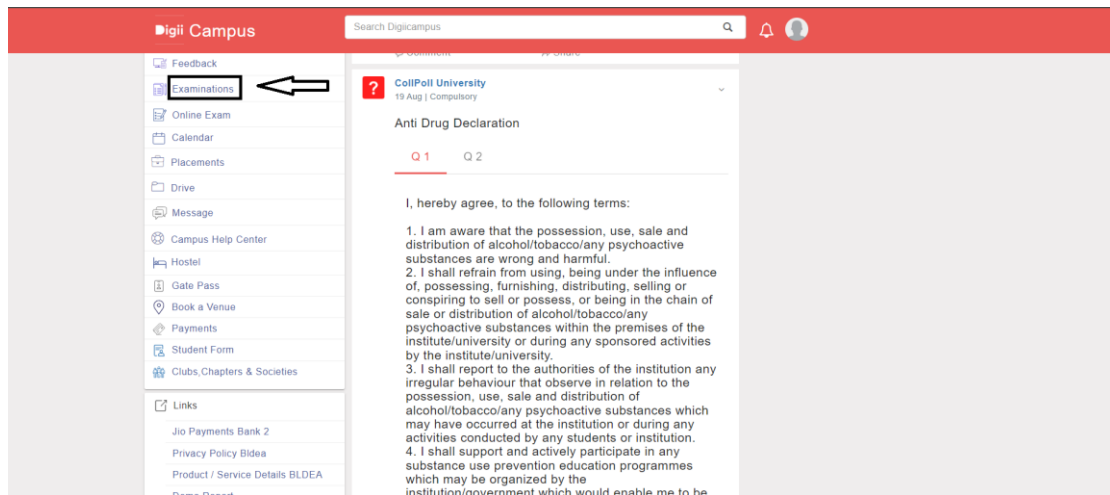 Digii Campus
Search Digicampus
Feedback
Examinations
Online Exam
Calendar
Placements
Drive
Message
Campus Help Center
Hostel
Gate Pass
Book a Venue
Payments
Student Form
Clubs,Chapters & Societies
Links
Jio Payments Bank 2
Privacy Policy Bldea
Product / Service Details BLDEA
Demo Report
Comment
Share
?
CollPoll University
19 Aug | Compulsory
Anti Drug Declaration
Q 1 Q 2
I, hereby agree, to the following terms:
1. I am aware that the possession, use, sale and
distribution of alcohol/tobacco/any psychoactive
substances are wrong and harmful.
2. I shall refrain from using, being under the influence
of, possessing, furnishing, distributing, selling or
conspiring to sell or possess, or being in the chain of
sale or distribution of alcohol/tobacco/any
psychoactive substances within the premises of the
institute/university or during any sponsored activities
by the institute/university.
3. I shall report to the authorities of the institution any
irregular behaviour that observe in relation to the
possession, use, sale and distribution of
alcohol/tobacco/any psychoactive substances which
may have occurred at the institution or during any
activities conducted by any students or institution.
4. I shall support and actively participate in any
substance use prevention education programmes
which may be organized by the
institution/government which would enable me to be